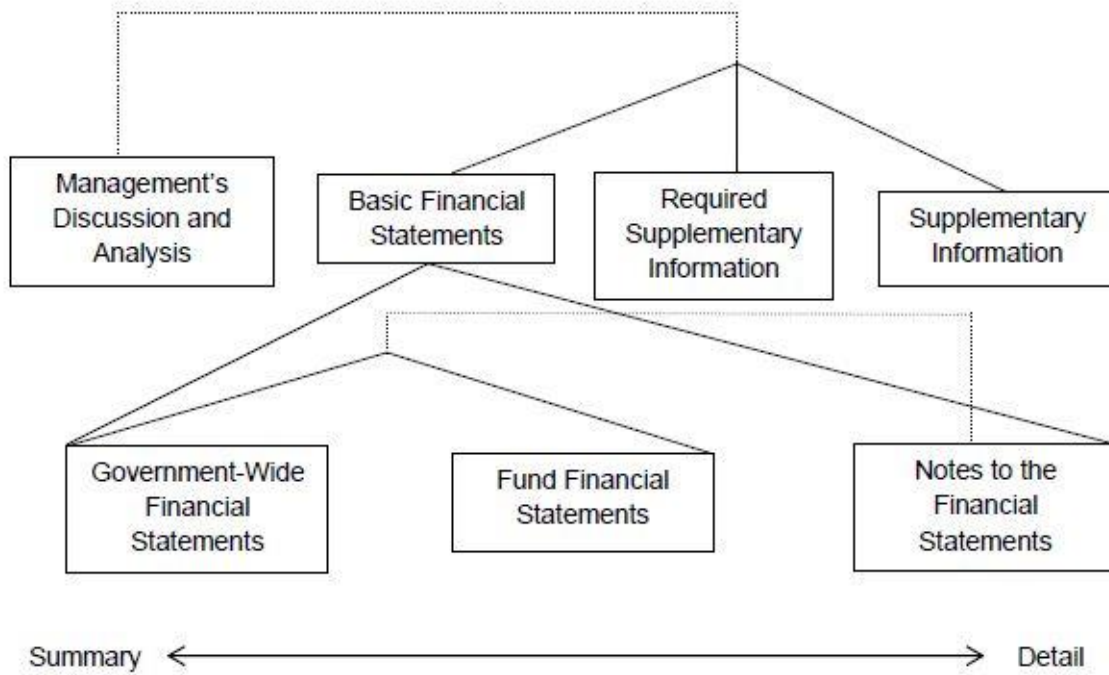 Management’s
Discussion and
Analysis
Basic Financial
Statements
Required
Supplementary
Information
Supplementary
Information
Government-Wide
Financial
Statements
Fund Financial
Statements
Notes to the
Financial
Statements
Summary
Detail